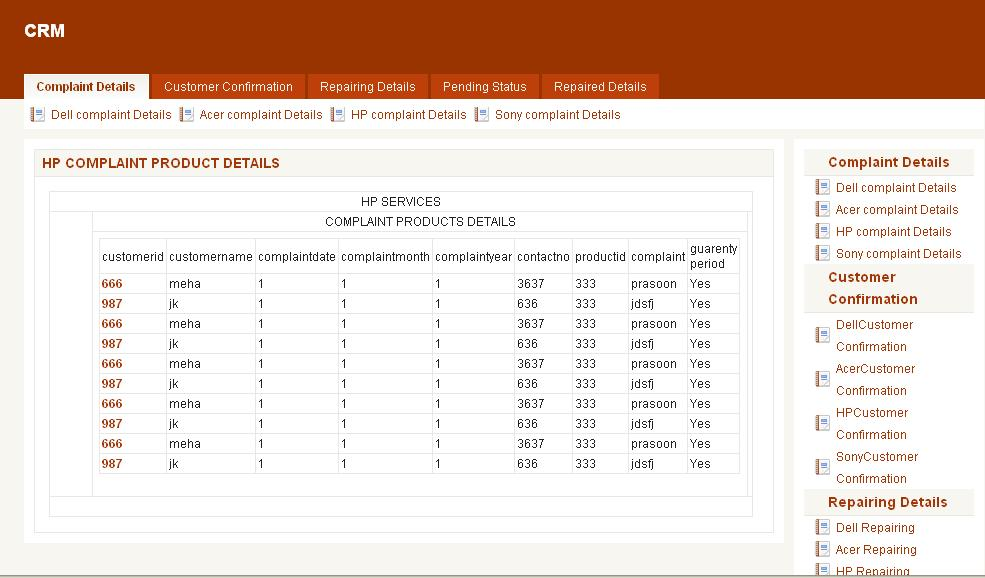 CRM
Complaint Details Customer Confirmation Repairing Details Pending Status Repaired Details
Dell complaint Details Acer complaint Details HP complaint Details Sony complaint Details
HP COMPLAINT PRODUCT DETAILS
HP SERVICES
COMPLAINT PRODUCTS DETAILS
customerid customername complaintdate complaintmonth complaintyear contactno productid complaint guarenty period
666 meha 1 1 1 3637 333 prasoon Yes
987 jk 1 1 1 636 333 jdsfj Yes
666 meha 1 1 1 3637 333 prasoon Yes
987 jk 1 1 1 636 333 jdsfj Yes
666 meha 1 1 1 3637 333 prasoon Yes
987 jk 1 1 1 636 333 jdsfj Yes
666 meha 1 1 1 3637 333 prasoon Yes
987 jk 1 1 1 636 333 jdsfj Yes
666 meha 1 1 1 3637 333 prasoon Yes
987 jk 1 1 1 636 333 jdsfj Yes
Complaint Details
Dell complaint Details
Acer complaint Details
HP complaint Details
Sony complaint Details
Customer
Confirmation
DellCustomer
Confirmation
AcerCustomer
Confirmation
HPCustomer
Confirmation
SonyCustomer
Confirmation
Repairing Details
Dell Repairing
Acer Repairing
HP Repairing